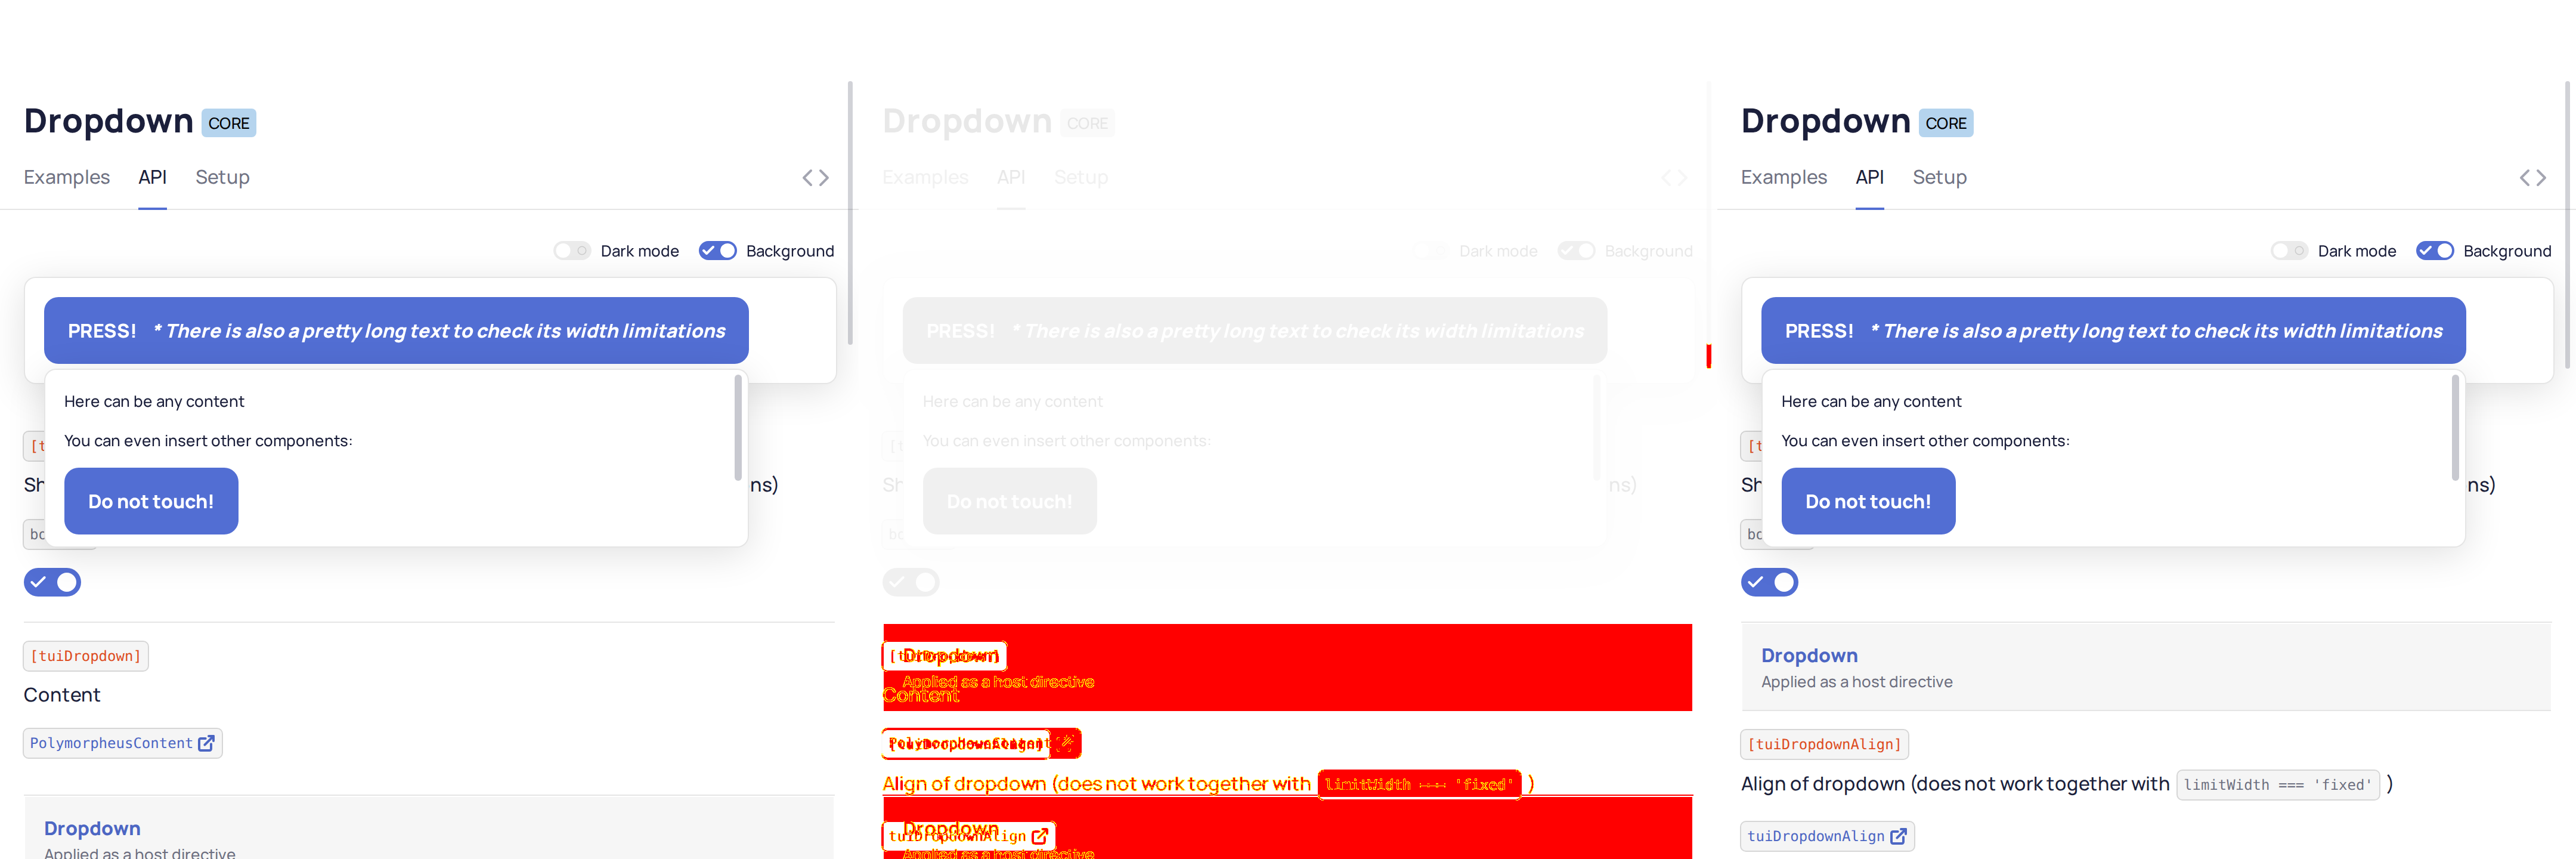 Dropdown CORE
Examples API Setup
Dark mode Background
PRESS! * There is also a pretty long text to check its width limitations
Here can be any content
You can even insert other components:
[t
Sh ns)
Do not touch!
bo
[tuiDropdown]
Content
PolymorpheusContent
Dropdown
Applied as a host directive
Dropdown CORE
Examples API Setup
Dark mode Background
PRESS! * There is also a pretty long text to check its width limitations
Here can be any content
You can even insert other components:
[t
Sh ns)
Do not touch!
bo
Dropdown
Applied as a host directive
Content
Align of dropdown (does not work together with limitWidth === 'fixed' )
Dropdown
tuiDropdownAlign
Applied as a host directive
Dropdown CORE
Examples API Setup
Dark mode Background
PRESS! * There is also a pretty long text to check its width limitations
Here can be any content
You can even insert other components:
[t
Sh ns)
Do not touch!
bo
Dropdown
Applied as a host directive
[tuiDropdownAlign]
Align of dropdown (does not work together with limitWidth === 'fixed' )
tuiDropdownAlign